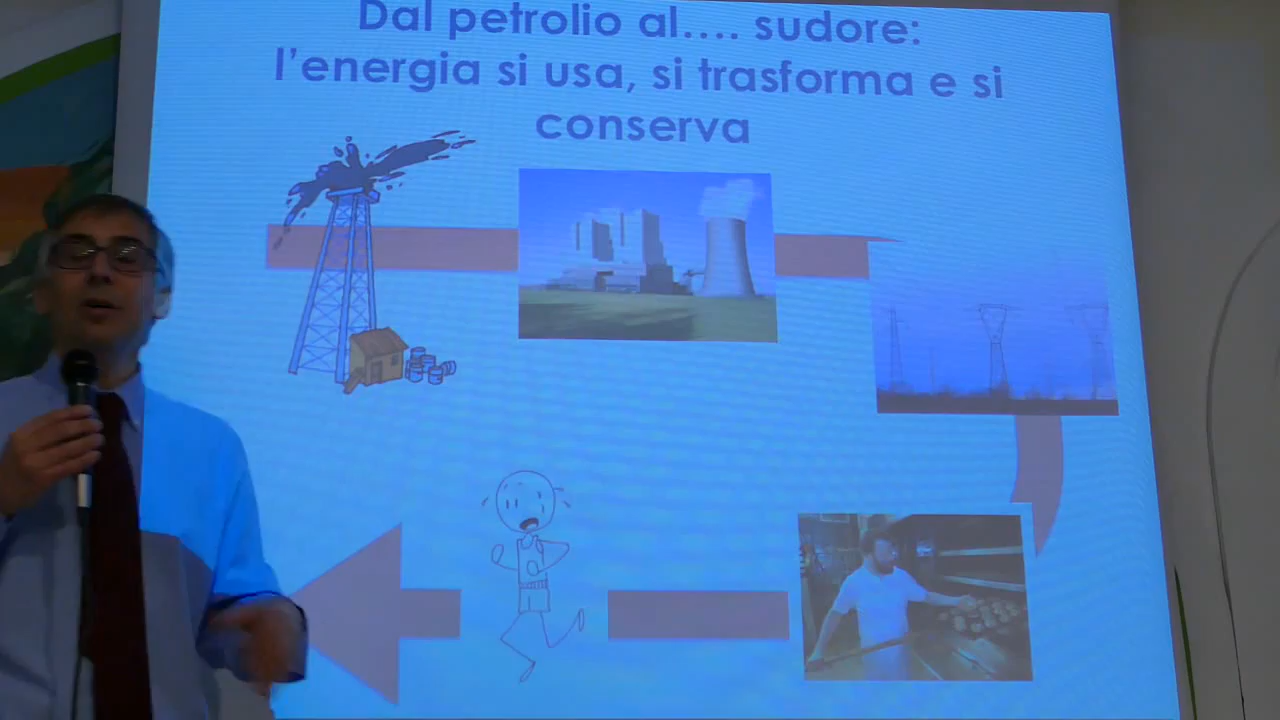 Dal petrolio al.... sudore:
l'energia si usa, si trasforma e si
conserva